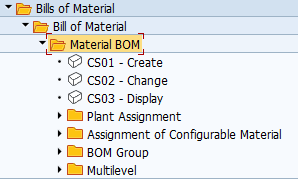 Bills of Material
Bill of Material
Material BOM
CS01 - Create
CS02 - Change
CS03 - Display
Plant Assignment
Assignment of Configurable Material
BOM Group
Multilevel